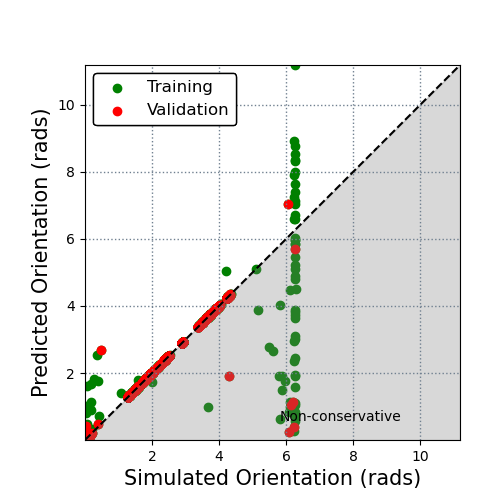 Training
Validation
10
8
6
4
2
Predicted Orientation (rads)
Non-conservative
2
4
6
8
10
Simulated Orientation (rads)